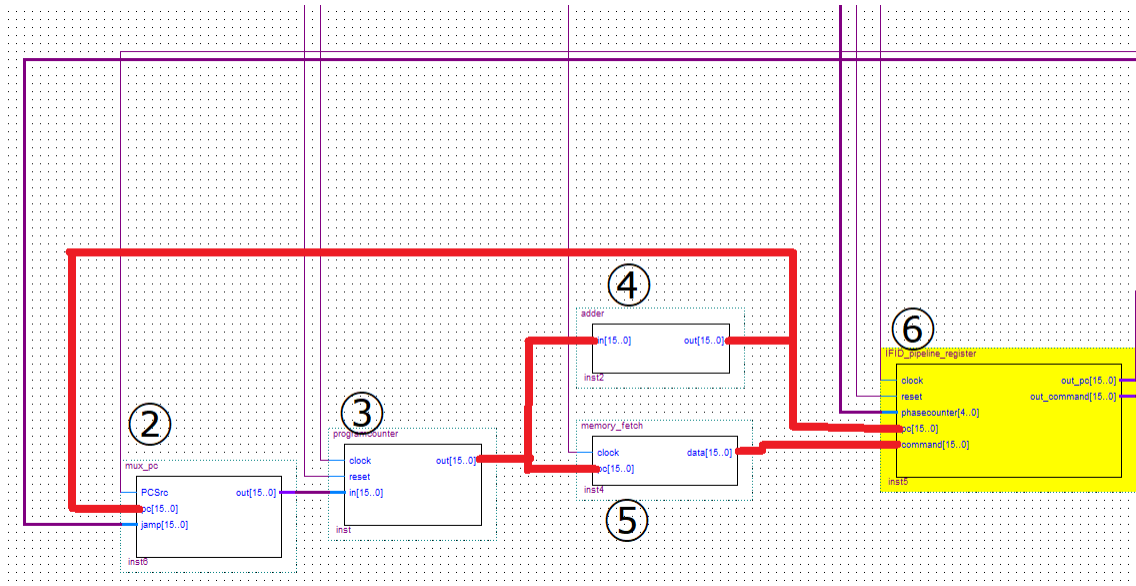 ④
adder
in[15..0]
out[15..0]
inst2
⑥
IFID_pipeline_register
clock
out_pc[15..0]
reset
out_command[15..0]
phasecounter[4..0]
pc[15..0]
command[15..0]
inst5
②
mux_pc
PCSrc
out[15..0]
pc[15..0]
jamp[15..0]
inst6
③
programcounter
clock
out[15..0]
reset
in[15..0]
inst
memory_fetch
clock
data[15..0]
pc[15..0]
inst4
⑤